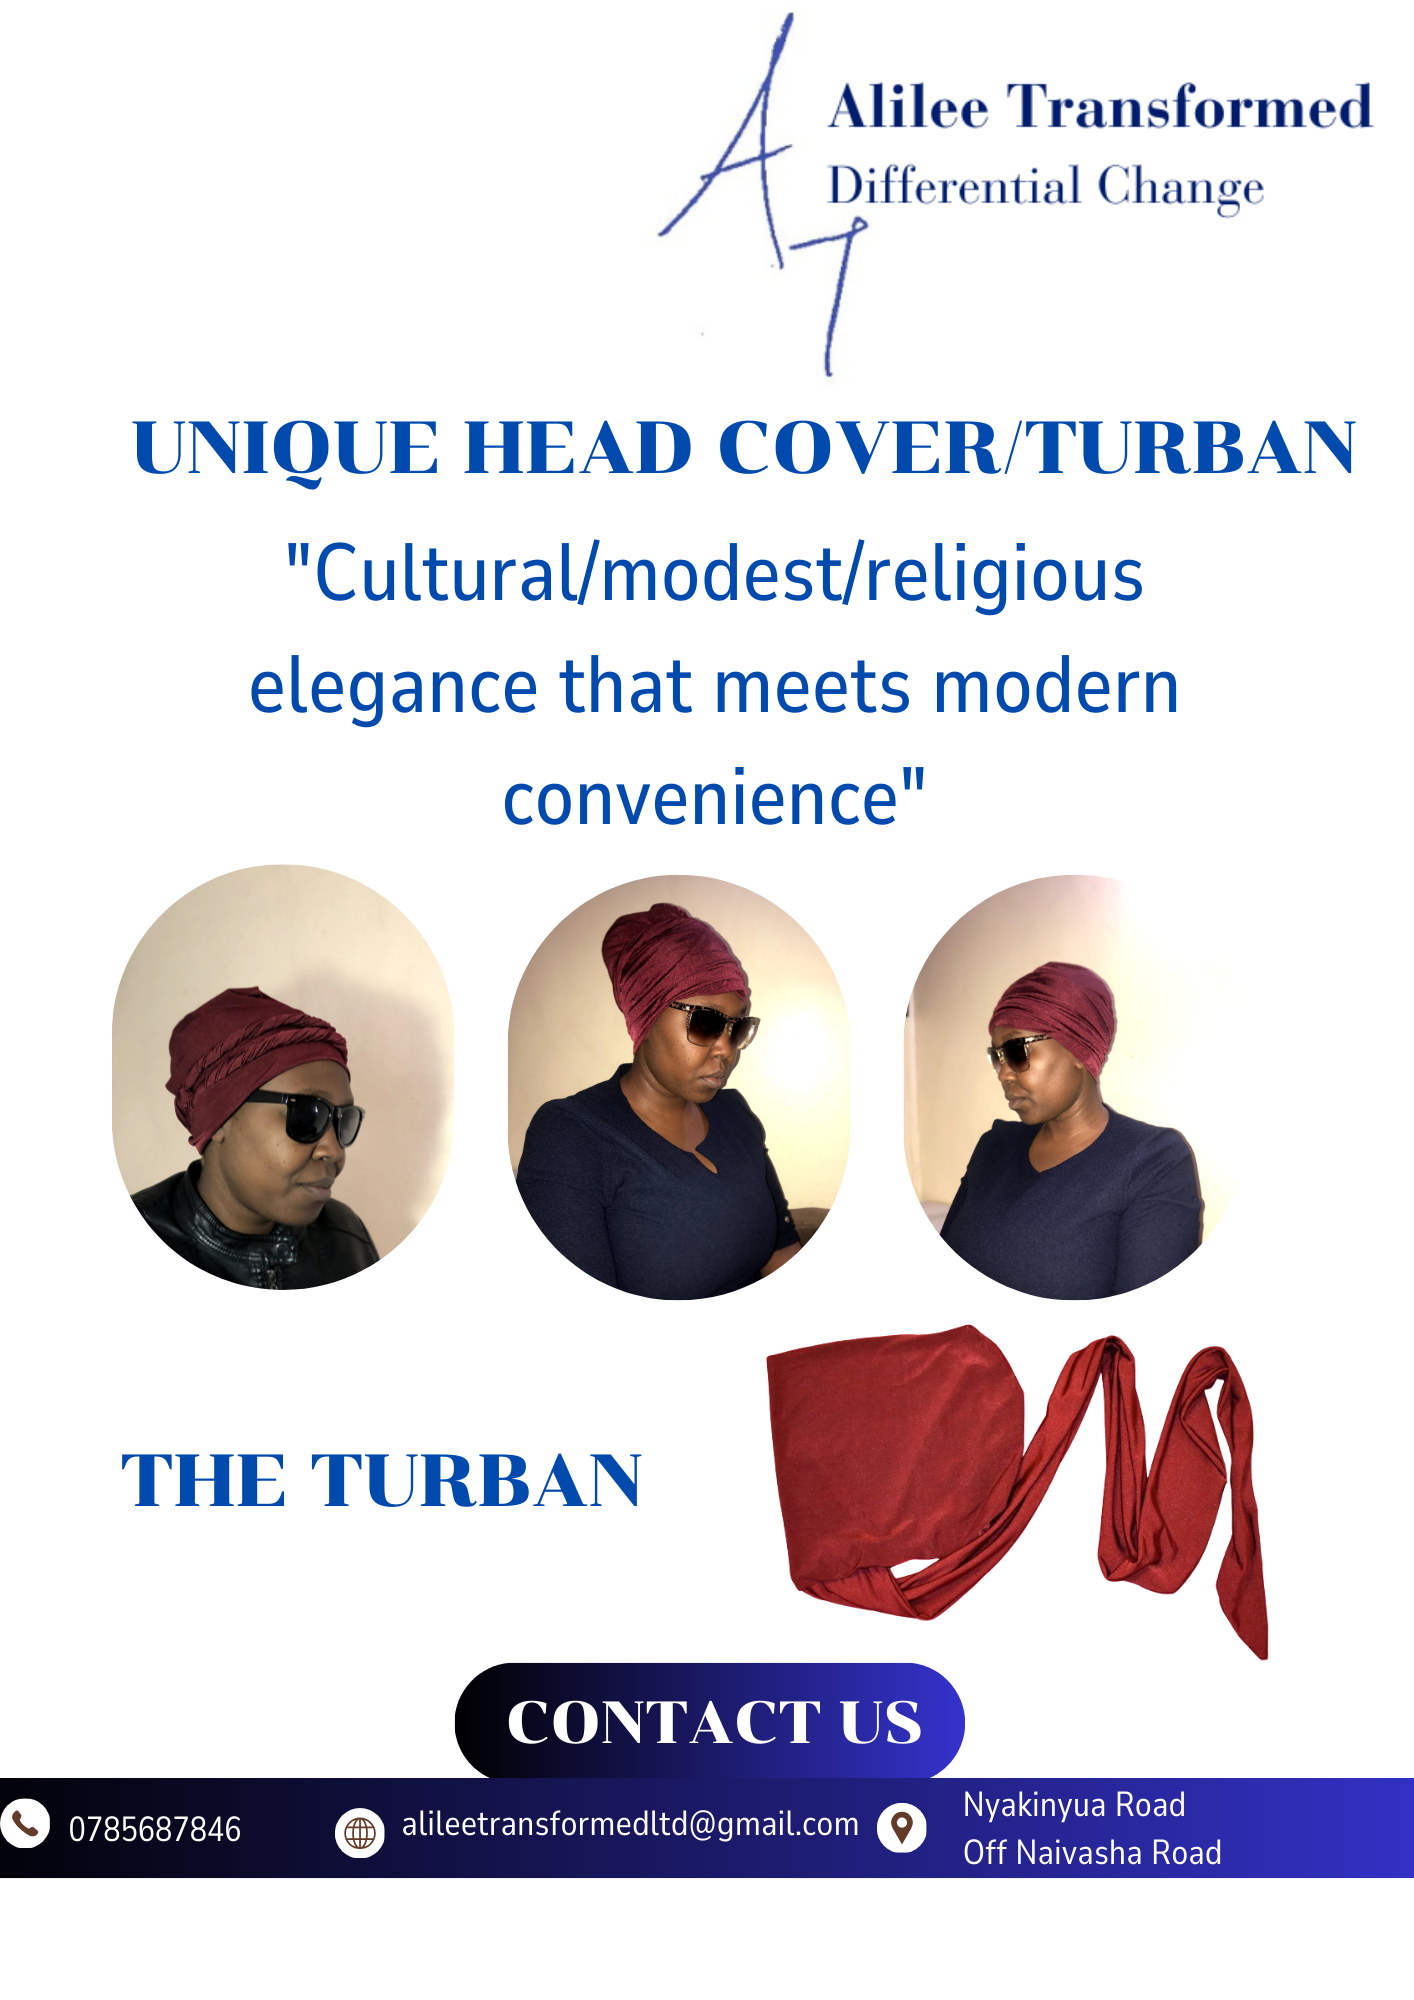 Alilee Transformed
Differential Change
AT
UNIQUE HEAD COVER/TURBAN
"Cultural/modest/religious
elegance that meets modern
convenience"
THE TURBAN
CONTACT US
0785687846
alileetransformedltd@gmail.com
Nyakinyua Road
Off Naivasha Road